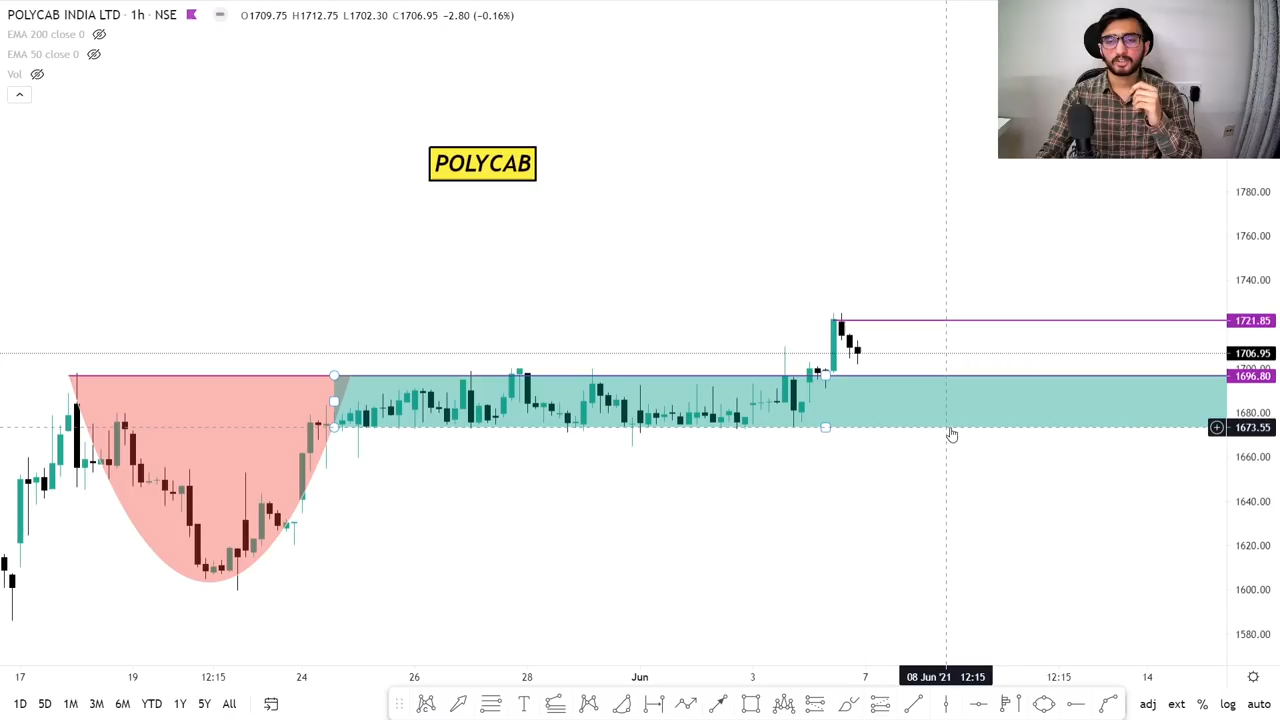 POLYCAB INDIA LTD · 1h · NSE O1709.75 H1712.75 L1702.30 C1706.95 −2.80 (−0.16%)
EMA 200 close 0
EMA 50 close 0
Vol
POLYCAB
1780.00
1760.00
1740.00
1721.85
1706.95
1700.00
1696.80
1680.00
1673.55
1660.00
1640.00
1620.00
1600.00
1580.00
17 19 12:15 24 26 28 Jun 3 7 08 Jun '21 12:15 12:15 14
1D 5D 1M 3M 6M YTD 1Y 5Y All adj ext % log auto